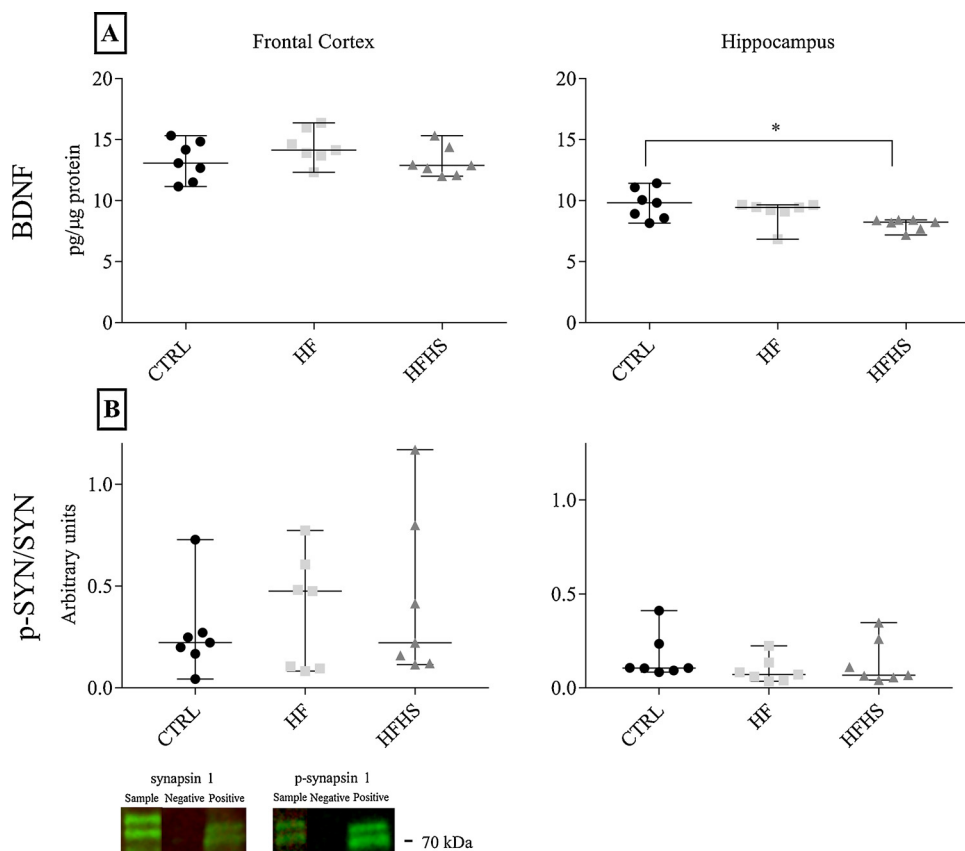 A
Frontal Cortex
Hippocampus
BDNF
pg/µg protein
20
15
10
5
0
CTRL
HF
HFHS
20
15
10
5
0
*
CTRL
HF
HFHS
B
p-SYN/SYN
Arbitrary units
1.0
0.5
0.0
CTRL
HF
HFHS
1.0
0.5
0.0
CTRL
HF
HFHS
synapsin 1
Sample Negative Positive
p-synapsin 1
Sample Negative Positive
- 70 kDa